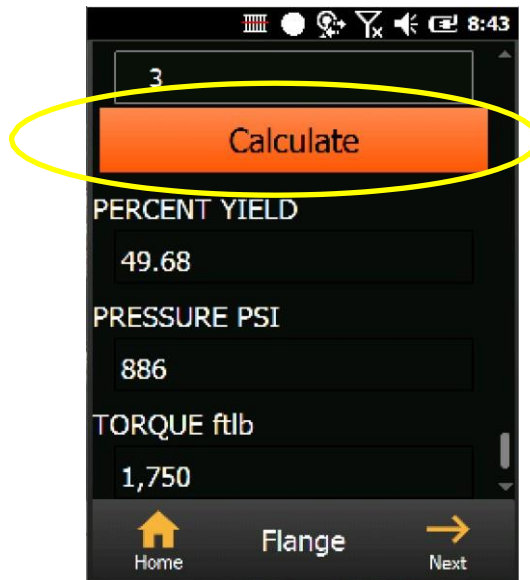 8:43
3
Calculate
PERCENT YIELD
49.68
PRESSURE PSI
886
TORQUE ftlb
1,750
Home Flange Next